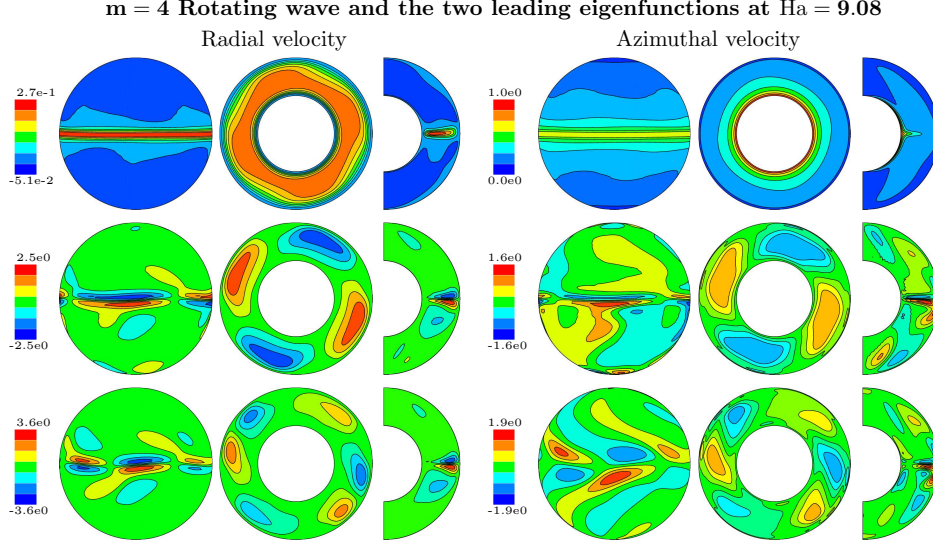 m = 4 Rotating wave and the two leading eigenfunctions at Ha = 9.08
Radial velocity Azimuthal velocity
2.7e-1 1.0e0
-5.1e-2 0.0e0
2.5e0 1.6e0
-2.5e0 -1.6e0
3.6e0 1.9e0
-3.6e0 -1.9e0